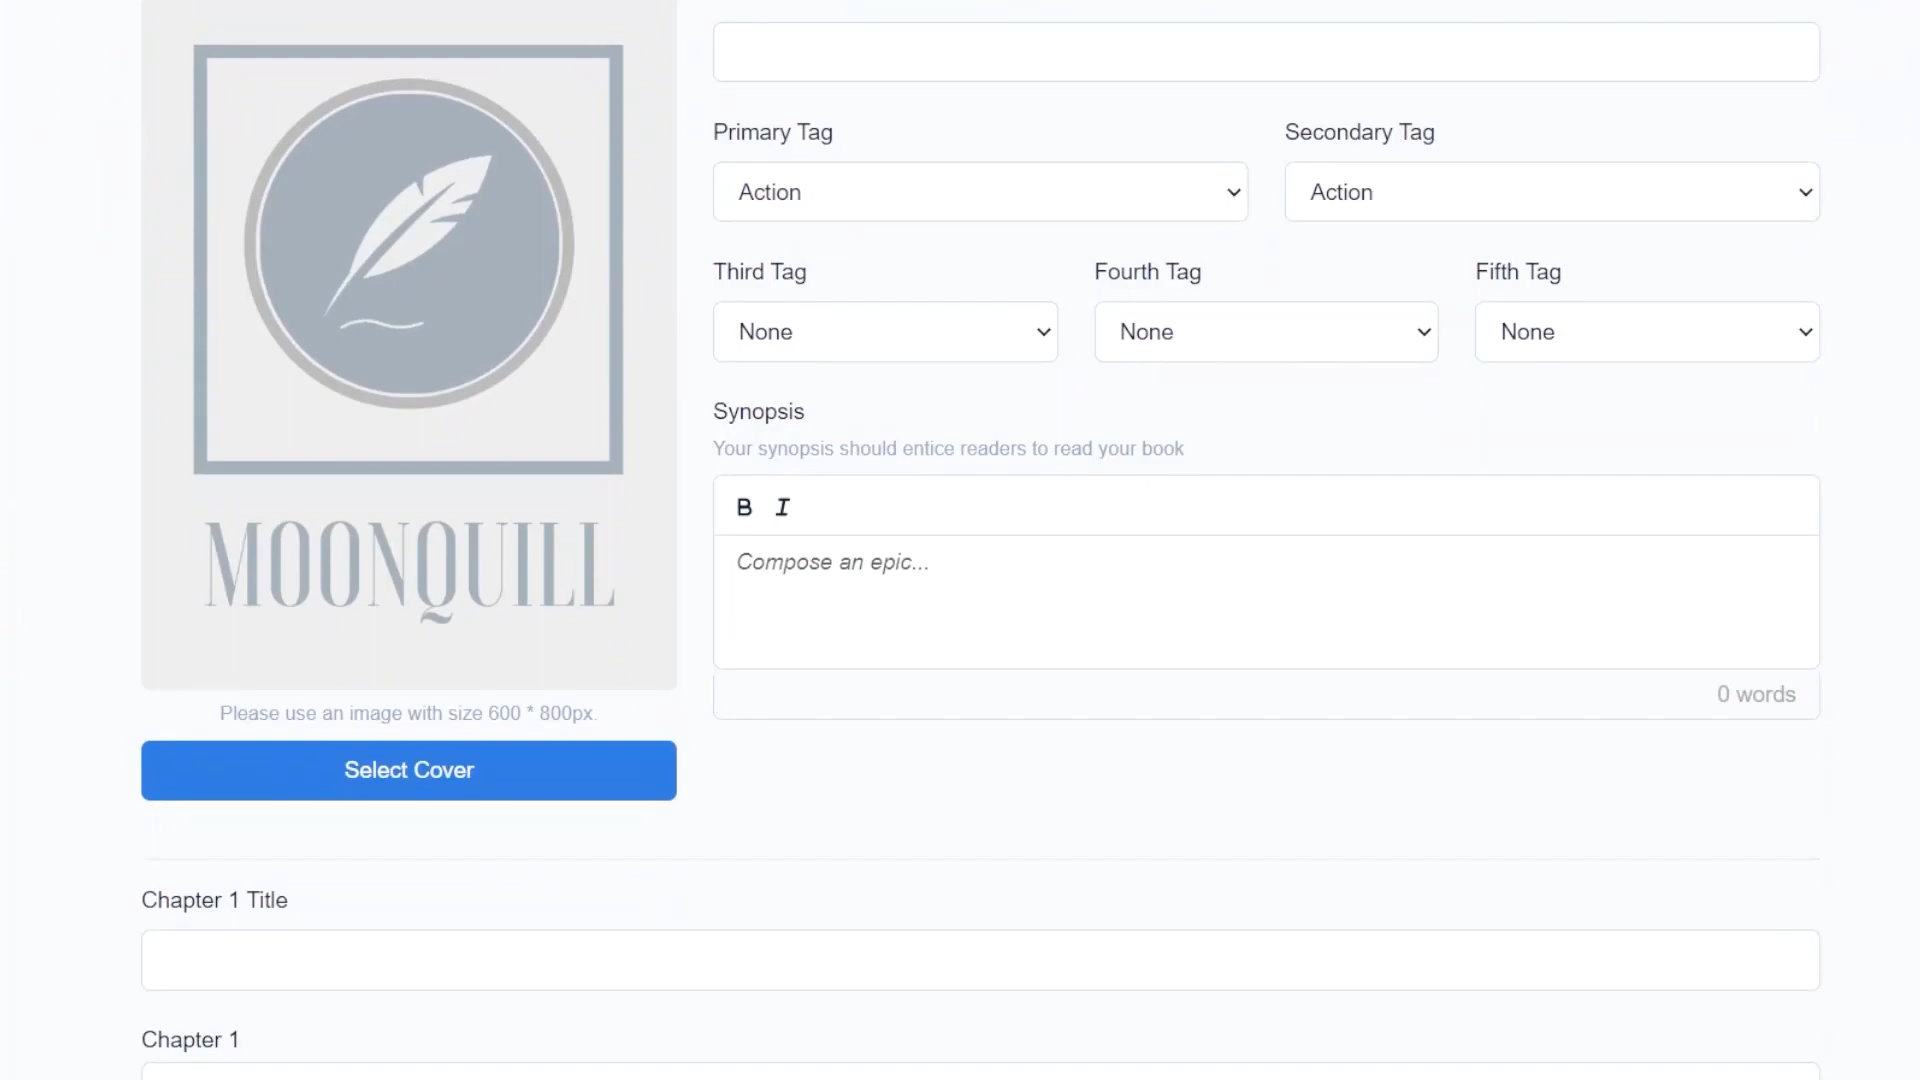 MOONQUILL
Please use an image with size 600 * 800px.
Select Cover
Primary Tag
Secondary Tag
Action
Action
Third Tag
Fourth Tag
Fifth Tag
None
None
None
Synopsis
Your synopsis should entice readers to read your book
B I
Compose an epic...
0 words
Chapter 1 Title
Chapter 1